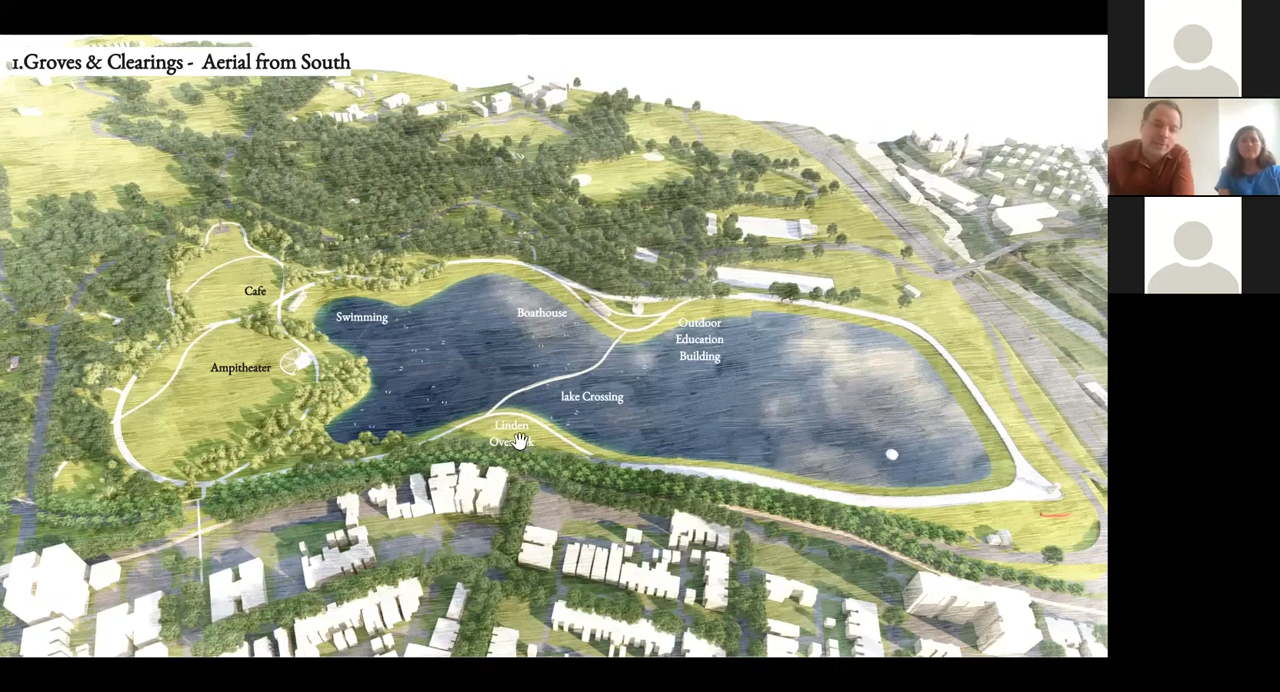 1.Groves & Clearings - Aerial from South
Cafe
Swimming
Boathouse
Outdoor
Education
Building
Ampitheater
lake Crossing
Linden